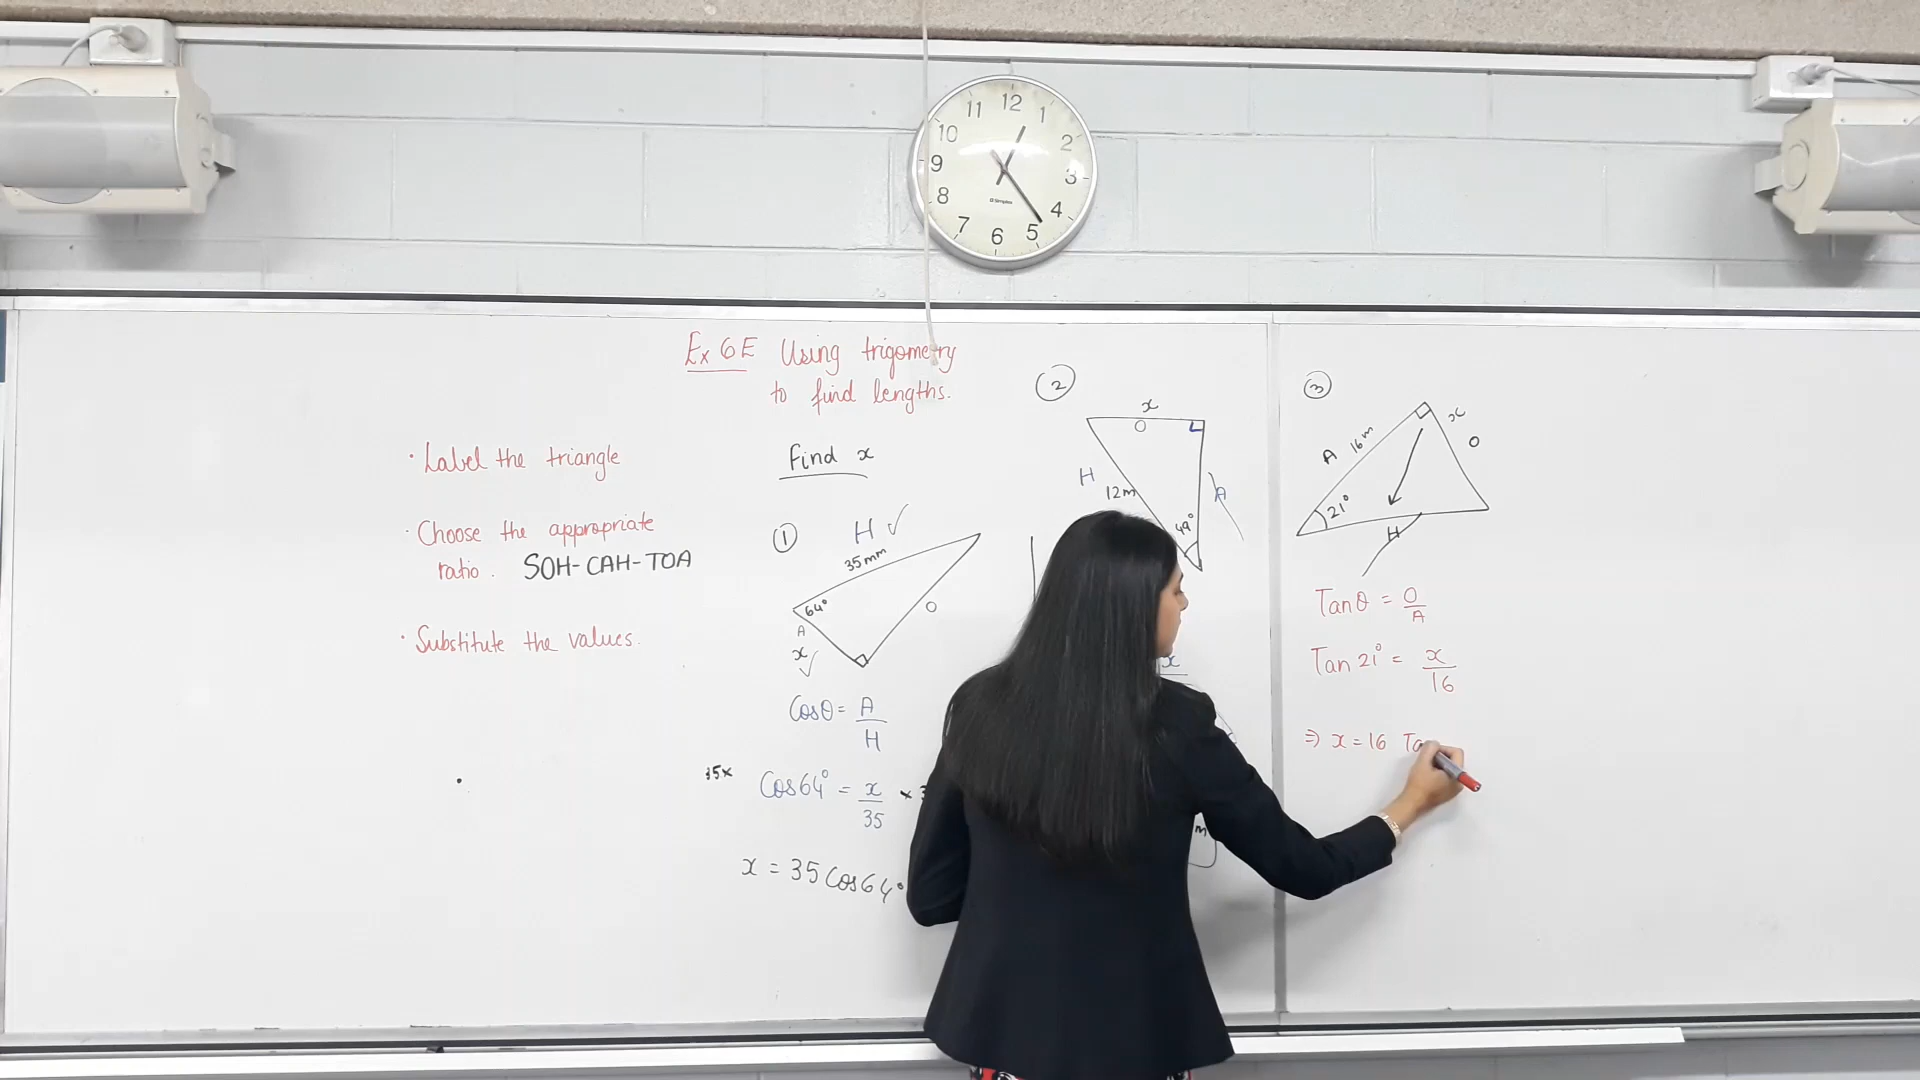 12
11
1
10
2
9
3
8
4
7
5
6
Simplex
Ex 6E Using trigometry
to find lengths.
· Label the triangle
· Choose the appropriate
ratio. SOH-CAH-TOA
· Substitute the values.
Find x
①
H ✓
35mm
64°
O
A
x ✓
Cosθ = A/H
35x
Cos64° = x/35 ×
x = 35 Cos64°
②
x
O
H
12m
A
49°
x
m
③
x
A 16m
O
21°
H
Tanθ = O/A
Tan 21° = x/16
⇒ x = 16 Ta